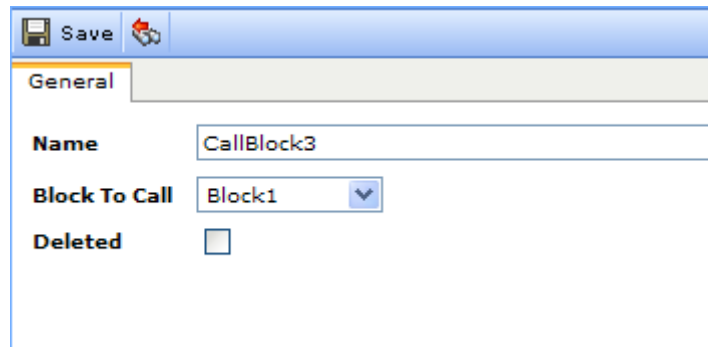 Save
General
Name CallBlock3
Block To Call Block1
Deleted